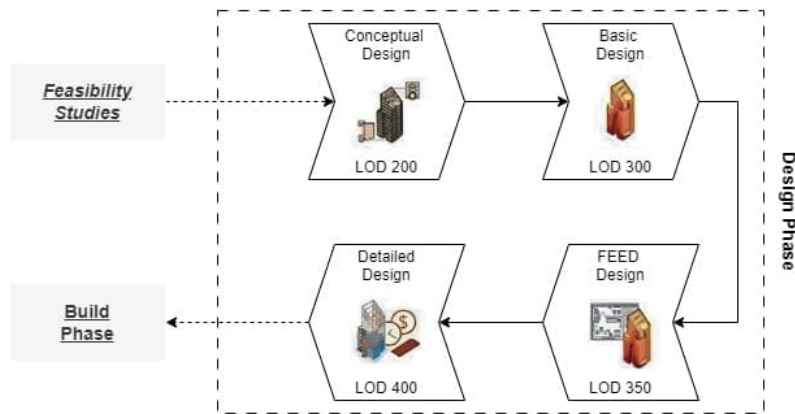 Conceptual
Design
LOD 200
Basic
Design
LOD 300
Feasibility
Studies
Design Phase
Detailed
Design
LOD 400
FEED
Design
LOD 350
Build
Phase
$